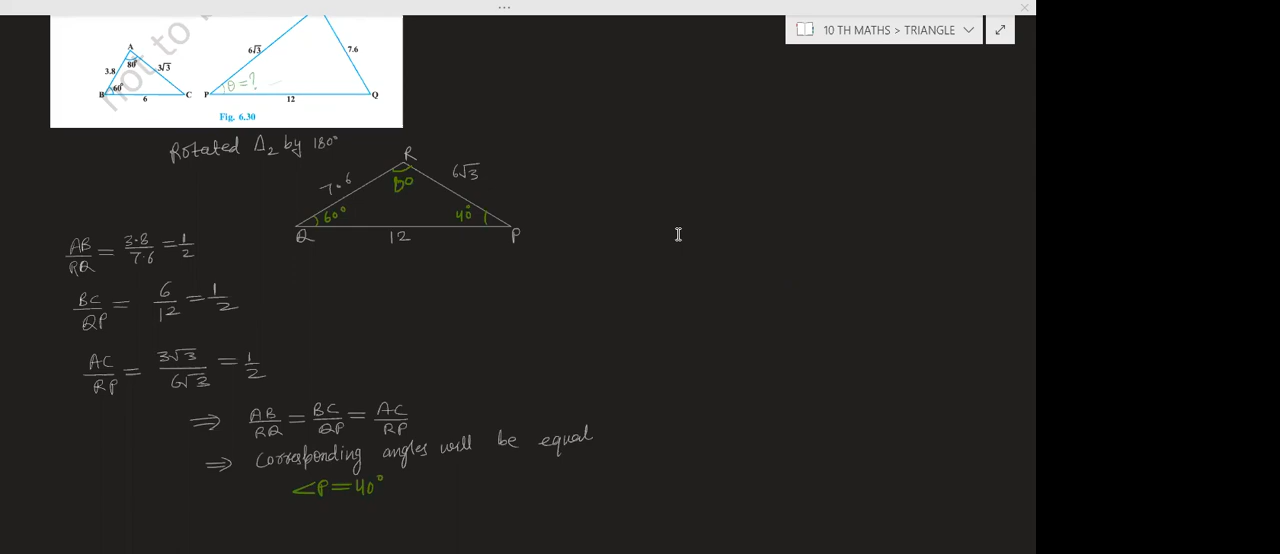 10 TH MATHS > TRIANGLE
not to
A
80°
3.8
3√3
60°
B
6
C
6√3
7.6
θ = ?
P
12
Q
Fig. 6.30
Rotated Δ2 by 180°
R
7.6
6√3
80
60°
40°
Q
12
P
AB/RQ = 3.8/7.6 = 1/2
BC/QP = 6/12 = 1/2
AC/RP = 3√3/6√3 = 1/2
⇒ AB/RQ = BC/QP = AC/RP
⇒ Corresponding angles will be equal
∠P = 40°